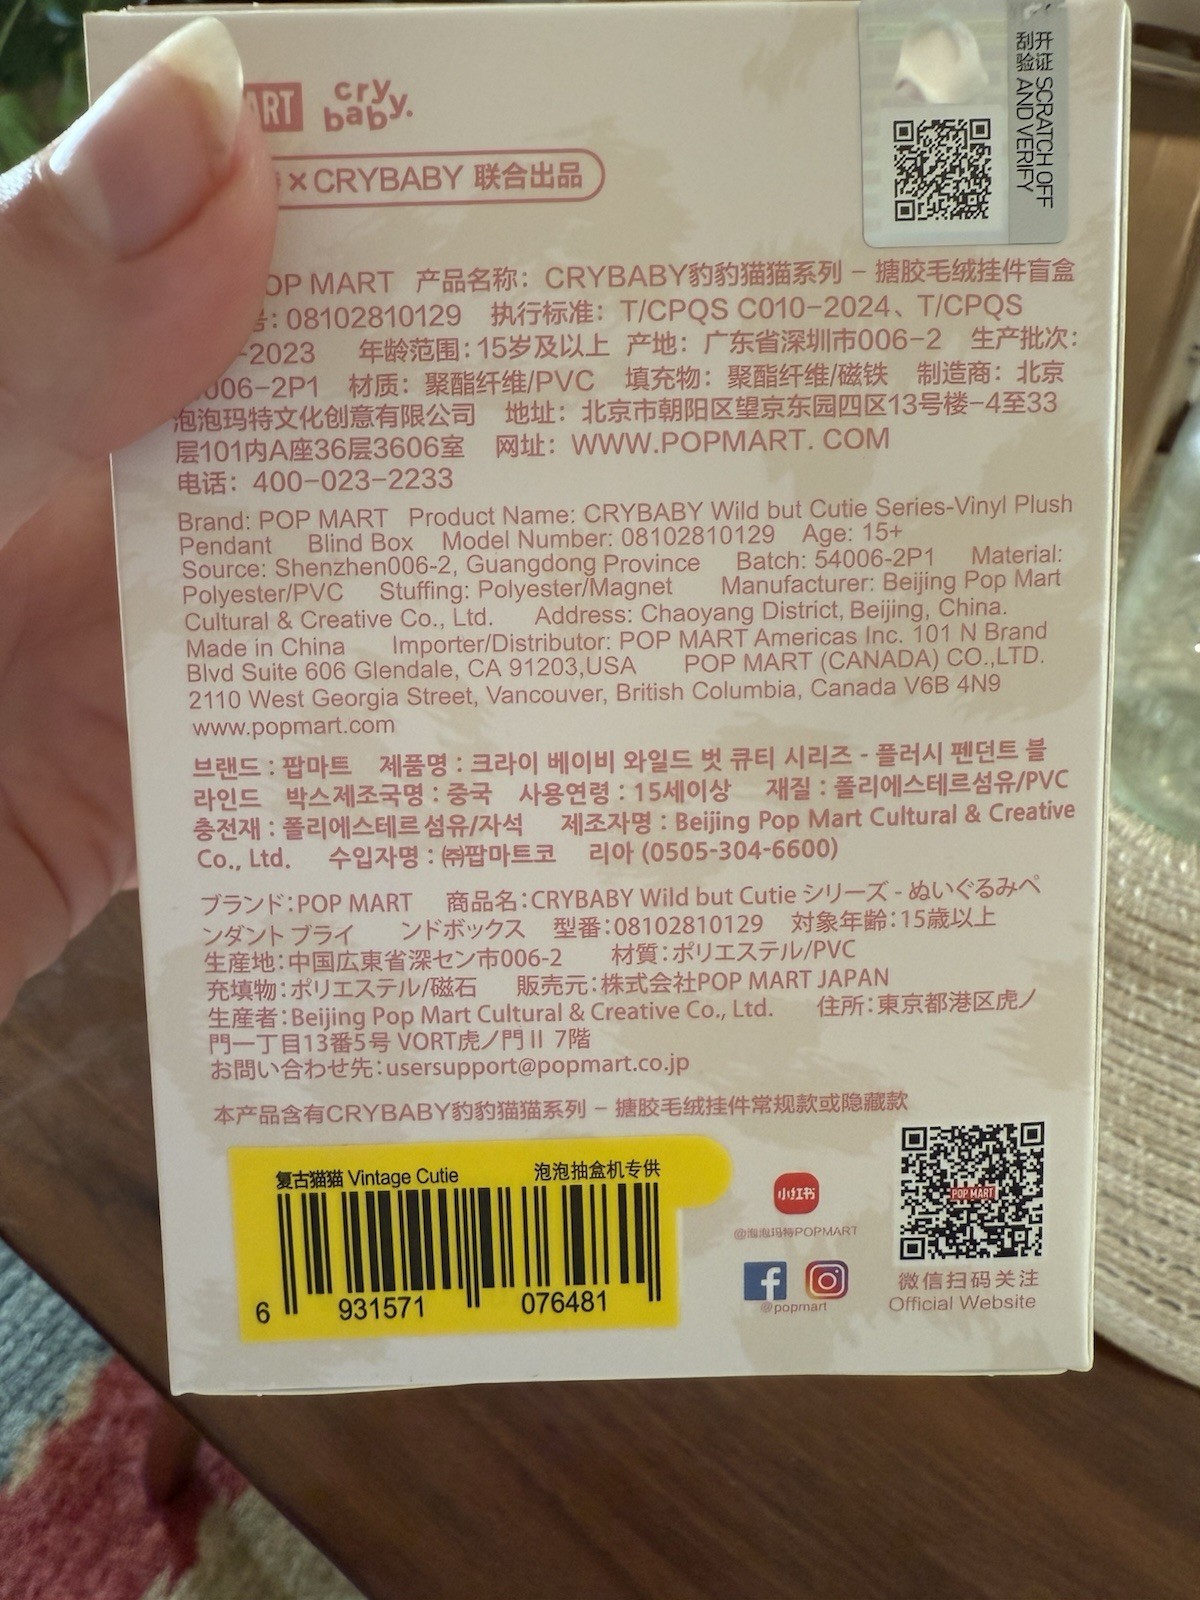 MART cry baby.
× CRYBABY 联合出品
开 SCRATCH OFF
刮 验证 AND VERIFY
POP MART 产品名称：CRYBABY豹豹猫猫系列 – 搪胶毛绒挂件盲盒
号：08102810129 执行标准：T/CPQS C010-2024、T/CPQS
-2023 年龄范围：15岁及以上 产地：广东省深圳市006-2 生产批次：
006-2P1 材质：聚酯纤维/PVC 填充物：聚酯纤维/磁铁 制造商：北京
泡泡玛特文化创意有限公司 地址：北京市朝阳区望京东园四区13号楼-4至33
层101内A座36层3606室 网址：WWW.POPMART. COM
电话：400-023-2233
Brand: POP MART Product Name: CRYBABY Wild but Cutie Series-Vinyl Plush
Pendant Blind Box Model Number: 08102810129 Age: 15+
Source: Shenzhen006-2, Guangdong Province Batch: 54006-2P1 Material:
Polyester/PVC Stuffing: Polyester/Magnet Manufacturer: Beijing Pop Mart
Cultural & Creative Co., Ltd. Address: Chaoyang District, Beijing, China.
Made in China Importer/Distributor: POP MART Americas Inc. 101 N Brand
Blvd Suite 606 Glendale, CA 91203,USA POP MART (CANADA) CO.,LTD.
2110 West Georgia Street, Vancouver, British Columbia, Canada V6B 4N9
www.popmart.com
브랜드 : 팝마트 제품명 : 크라이 베이비 와일드 벗 큐티 시리즈 - 플러시 펜던트 블
라인드 박스제조국명 : 중국 사용연령 : 15세이상 재질 : 폴리에스테르섬유/PVC
충전재 : 폴리에스테르섬유/자석 제조자명 : Beijing Pop Mart Cultural & Creative
Co., Ltd. 수입자명 : ㈜팝마트코 리아 (0505-304-6600)
ブランド：POP MART 商品名：CRYBABY Wild but Cutie シリーズ - ぬいぐるみペ
ンダント ブライ ンドボックス 型番：08102810129 対象年齢：15歳以上
生産地：中国広東省深セン市006-2 材質：ポリエステル/PVC
充填物：ポリエステル/磁石 販売元：株式会社POP MART JAPAN
生産者：Beijing Pop Mart Cultural & Creative Co., Ltd. 住所：東京都港区虎ノ
門一丁目13番5号 VORT虎ノ門Ⅱ 7階
お問い合わせ先：usersupport@popmart.co.jp
本产品含有CRYBABY豹豹猫猫系列 – 搪胶毛绒挂件常规款或隐藏款
复古猫猫 Vintage Cutie 泡泡抽盒机专供
6 931571 076481
小红书
@泡泡玛特POPMART
@popmart
POP MART
微信扫码关注
Official Website